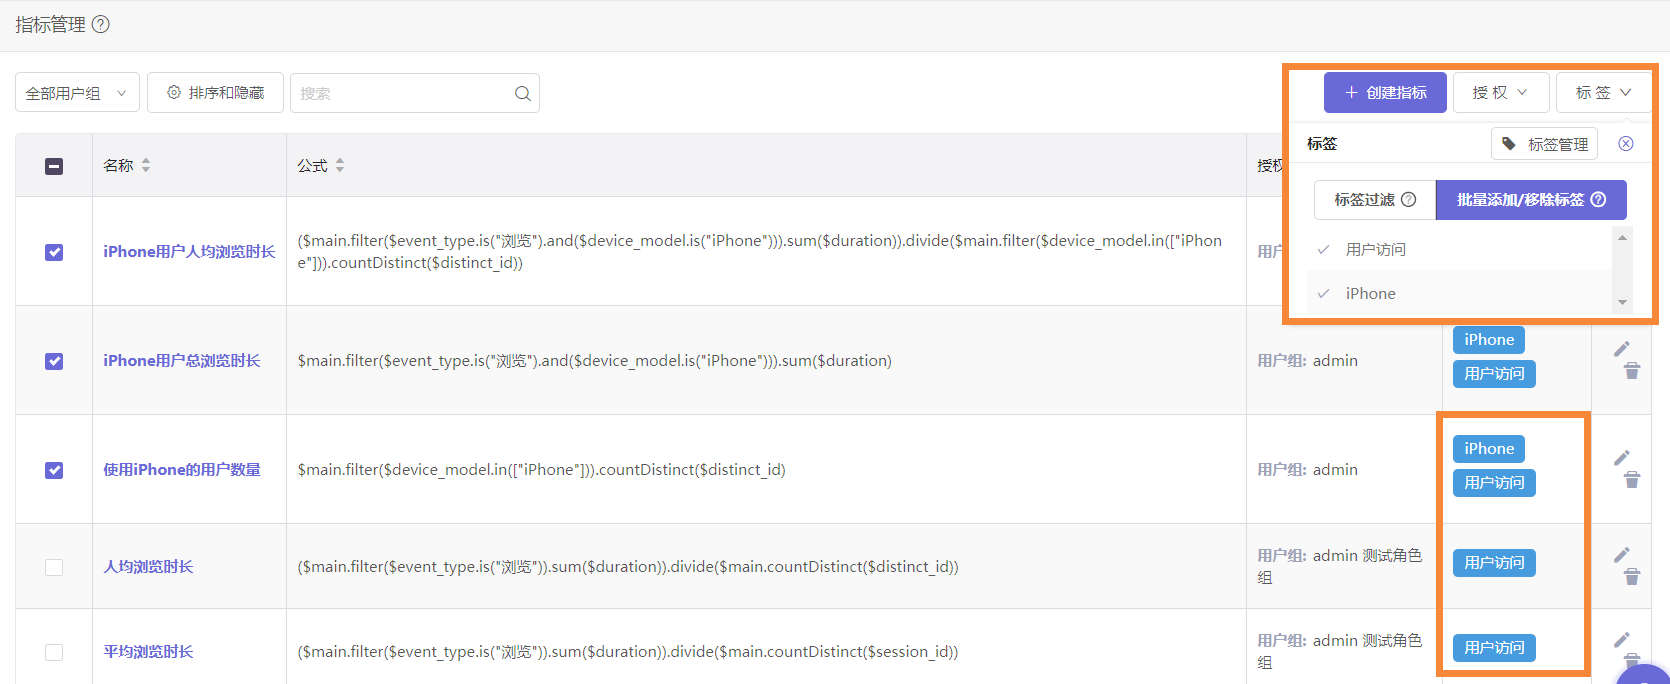 指标管理
全部用户组
排序和隐藏
搜索
创建指标
授 权
标 签
标签
标签管理
标签过滤
批量添加/移除标签
用户访问
iPhone
名称
公式
授权
iPhone用户人均浏览时长
($main.filter($event_type.is("浏览").and($device_model.is("iPhone"))).sum($duration)).divide($main.filter($device_model.in(["iPhon
e"])).countDistinct($distinct_id))
用户
iPhone用户总浏览时长
$main.filter($event_type.is("浏览").and($device_model.is("iPhone"))).sum($duration)
用户组: admin
iPhone
用户访问
使用iPhone的用户数量
$main.filter($device_model.in(["iPhone"])).countDistinct($distinct_id)
用户组: admin
iPhone
用户访问
人均浏览时长
($main.filter($event_type.is("浏览")).sum($duration)).divide($main.countDistinct($distinct_id))
用户组: admin 测试角色
组
用户访问
平均浏览时长
($main.filter($event_type.is("浏览")).sum($duration)).divide($main.countDistinct($session_id))
用户组: admin 测试角色
组
用户访问